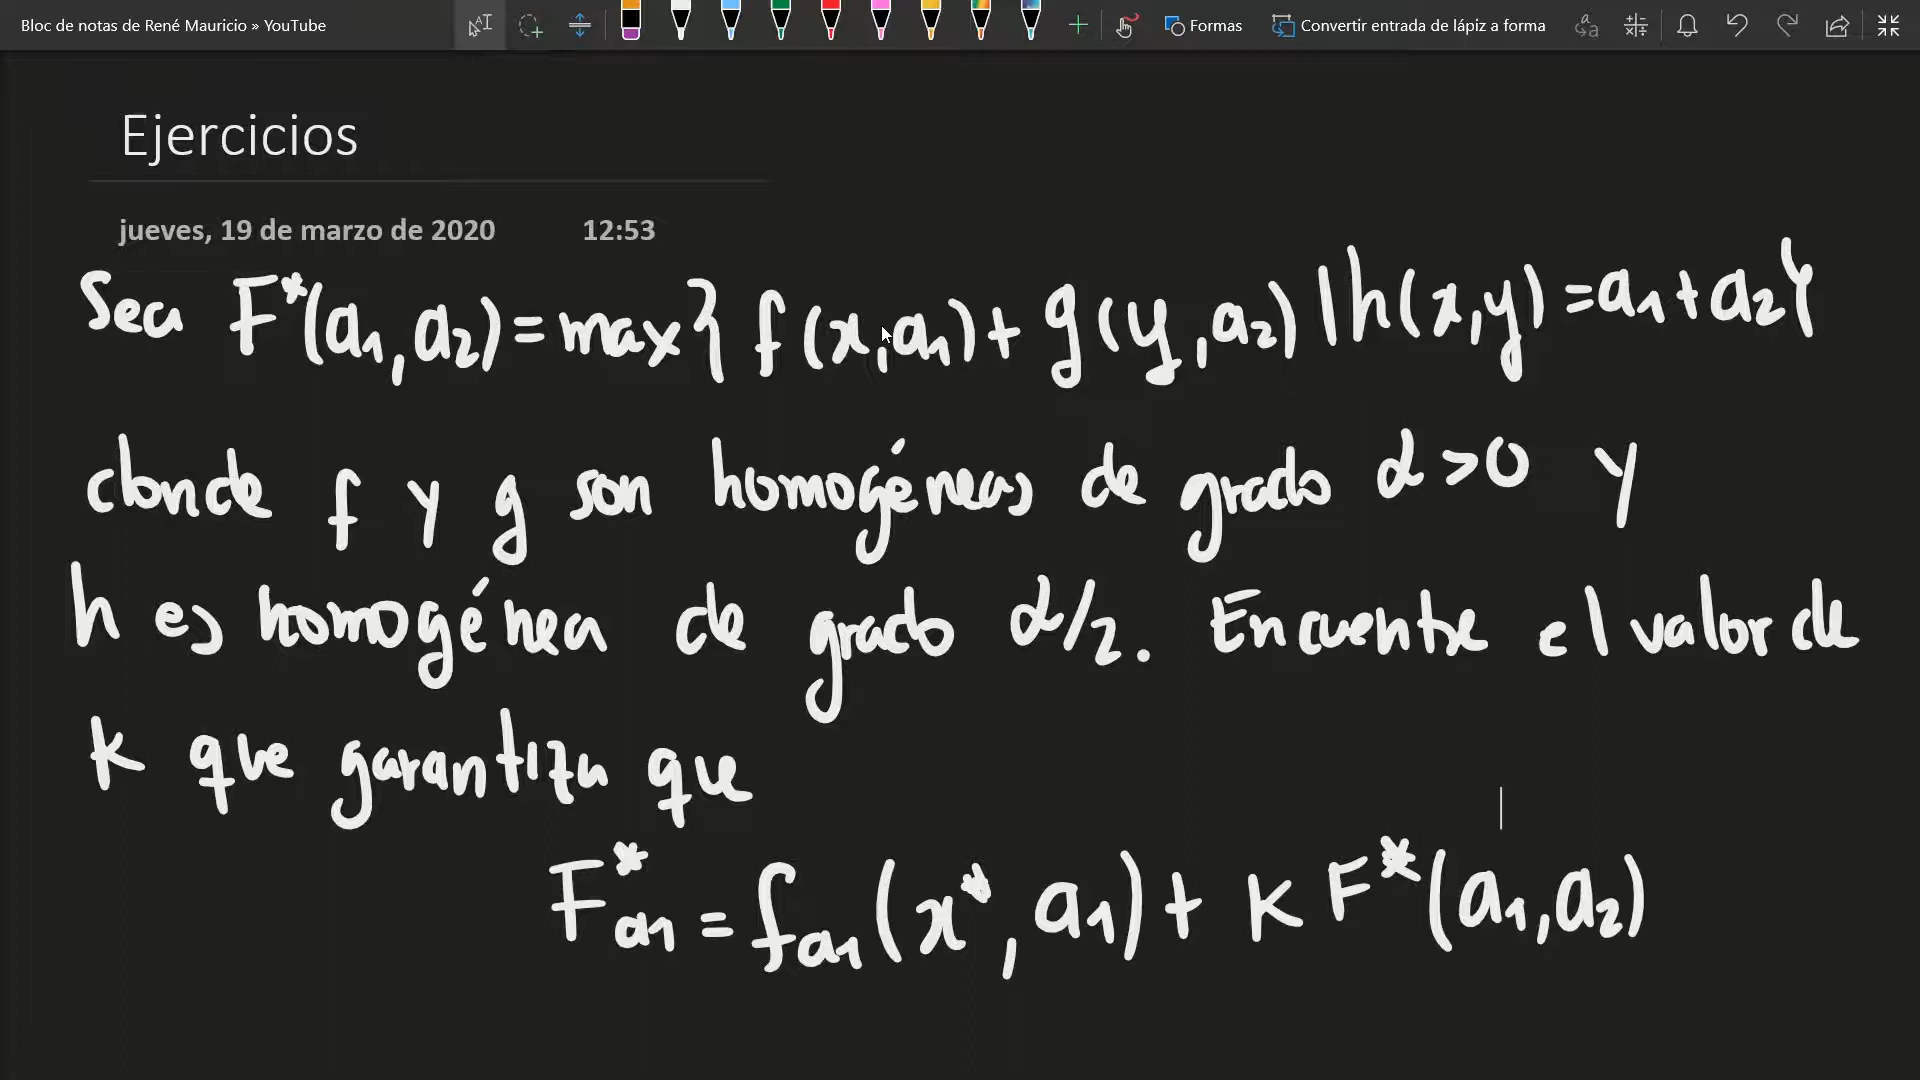 Bloc de notas de René Mauricio » YouTube
Formas
Convertir entrada de lápiz a forma
Ejercicios
jueves, 19 de marzo de 2020 12:53
Sea F*(a1, a2) = max{ f(x, a1) + g(y, a2) | h(x, y) = a1 + a2 }
donde f y g son homogéneas de grado α > 0 y
h es homogénea de grado α/2. Encuentre el valor de
k que garantiza que
F*a1 = fa1(x*, a1) + k F*(a1, a2)